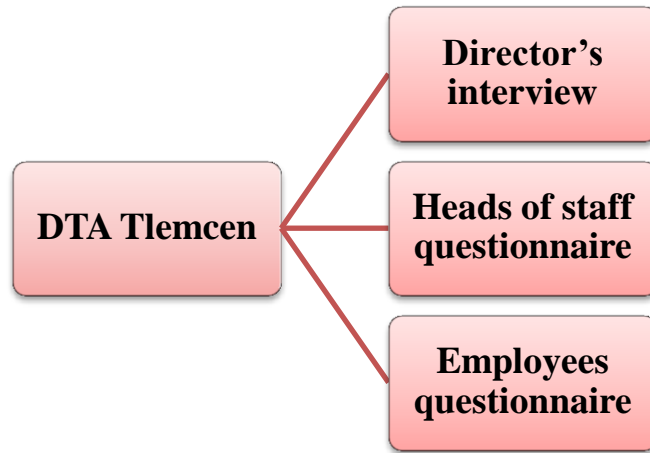 Director’s
interview
DTA Tlemcen
Heads of staff
questionnaire
Employees
questionnaire